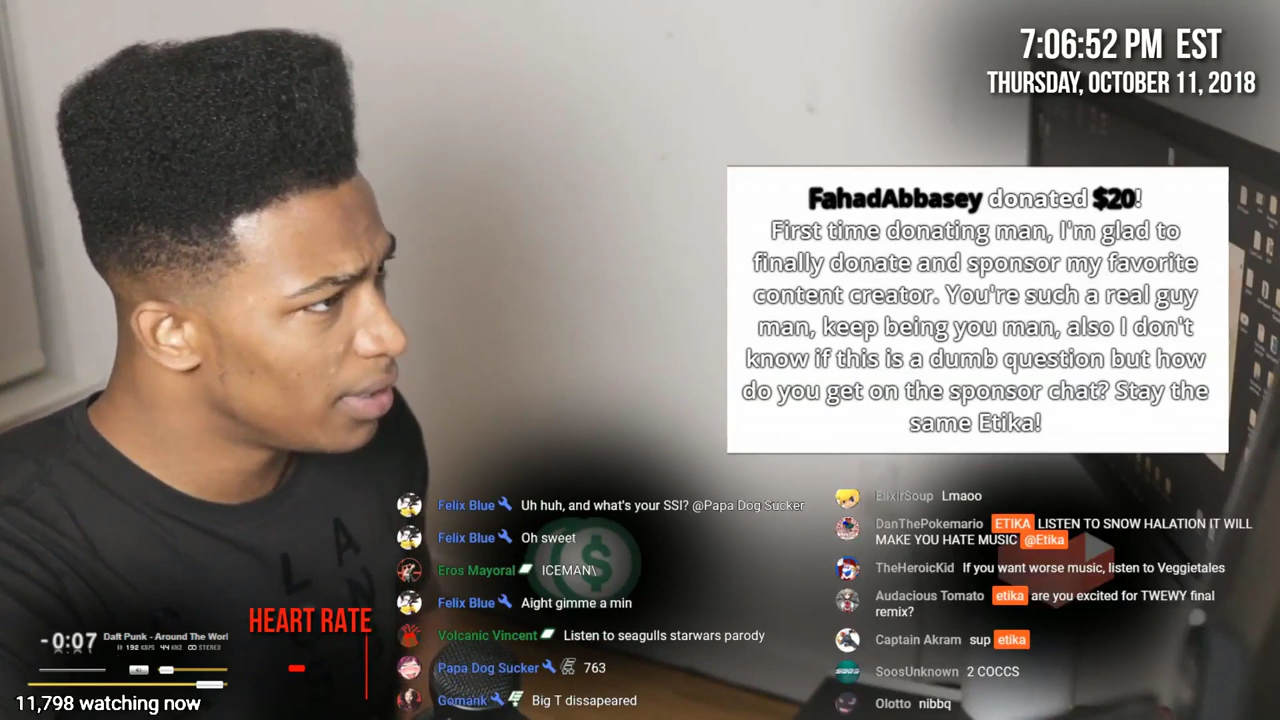 7:06:52 PM EST
THURSDAY, OCTOBER 11, 2018
FahadAbbasey donated $20!
First time donating man, I'm glad to
finally donate and sponsor my favorite
content creator. You're such a real guy
man, keep being you man, also I don't
know if this is a dumb question but how
do you get on the sponsor chat? Stay the
same Etika!
Felix Blue Uh huh, and what's your SSI? @Papa Dog Sucker
Felix Blue Oh sweet
Eros Mayoral ICEMAN\
Felix Blue Aight gimme a min
Volcanic Vincent Listen to seagulls starwars parody
Papa Dog Sucker 763
Gomank Big T dissapeared
ElixirSoup Lmaoo
DanThePokemario ETIKA LISTEN TO SNOW HALATION IT WILL
MAKE YOU HATE MUSIC @Etika
TheHeroicKid If you want worse music, listen to Veggietales
Audacious Tomato etika are you excited for TWEWY final
remix?
Captain Akram sup etika
SoosUnknown 2 COCCS
Olotto nibbq
HEART RATE
-0:07 Daft Punk - Around The Worl
192 KBPS 44 KHZ STEREO
11,798 watching now